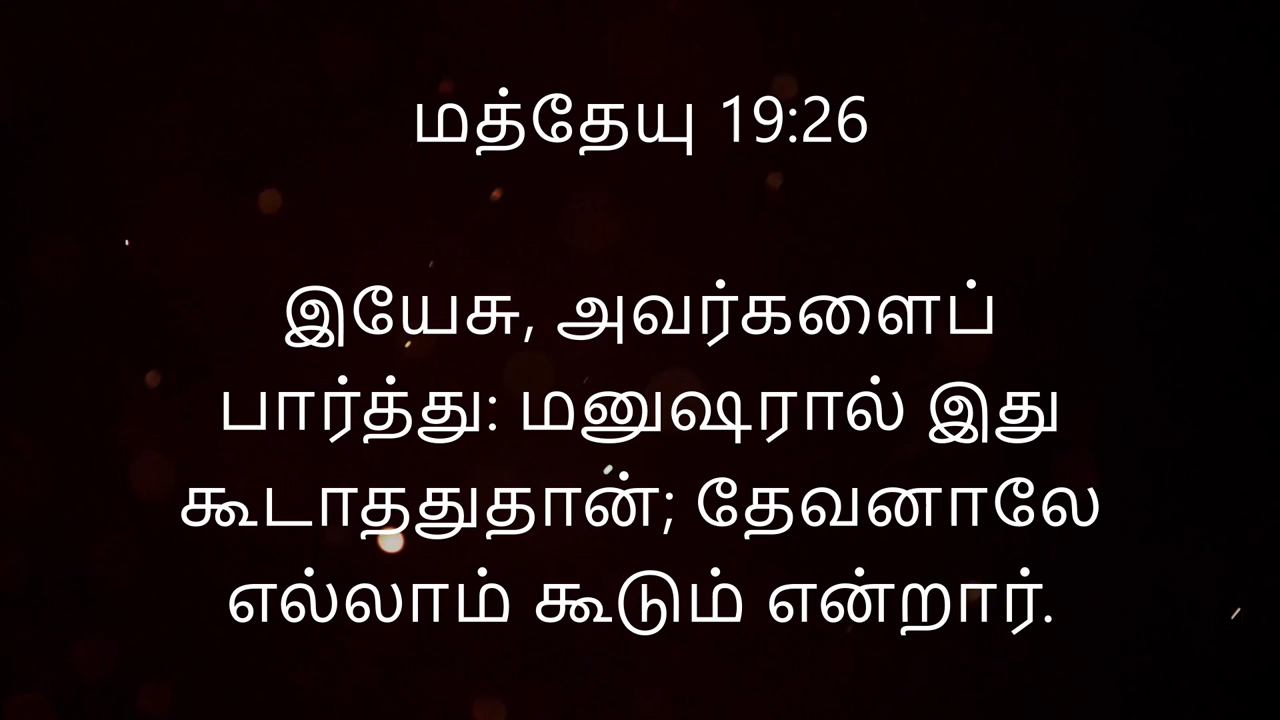 மத்தேயு 19:26
இயேசு, அவர்களைப்
பார்த்து: மனுஷரால் இது
கூடாததுதான்; தேவனாலே
எல்லாம் கூடும் என்றார்.